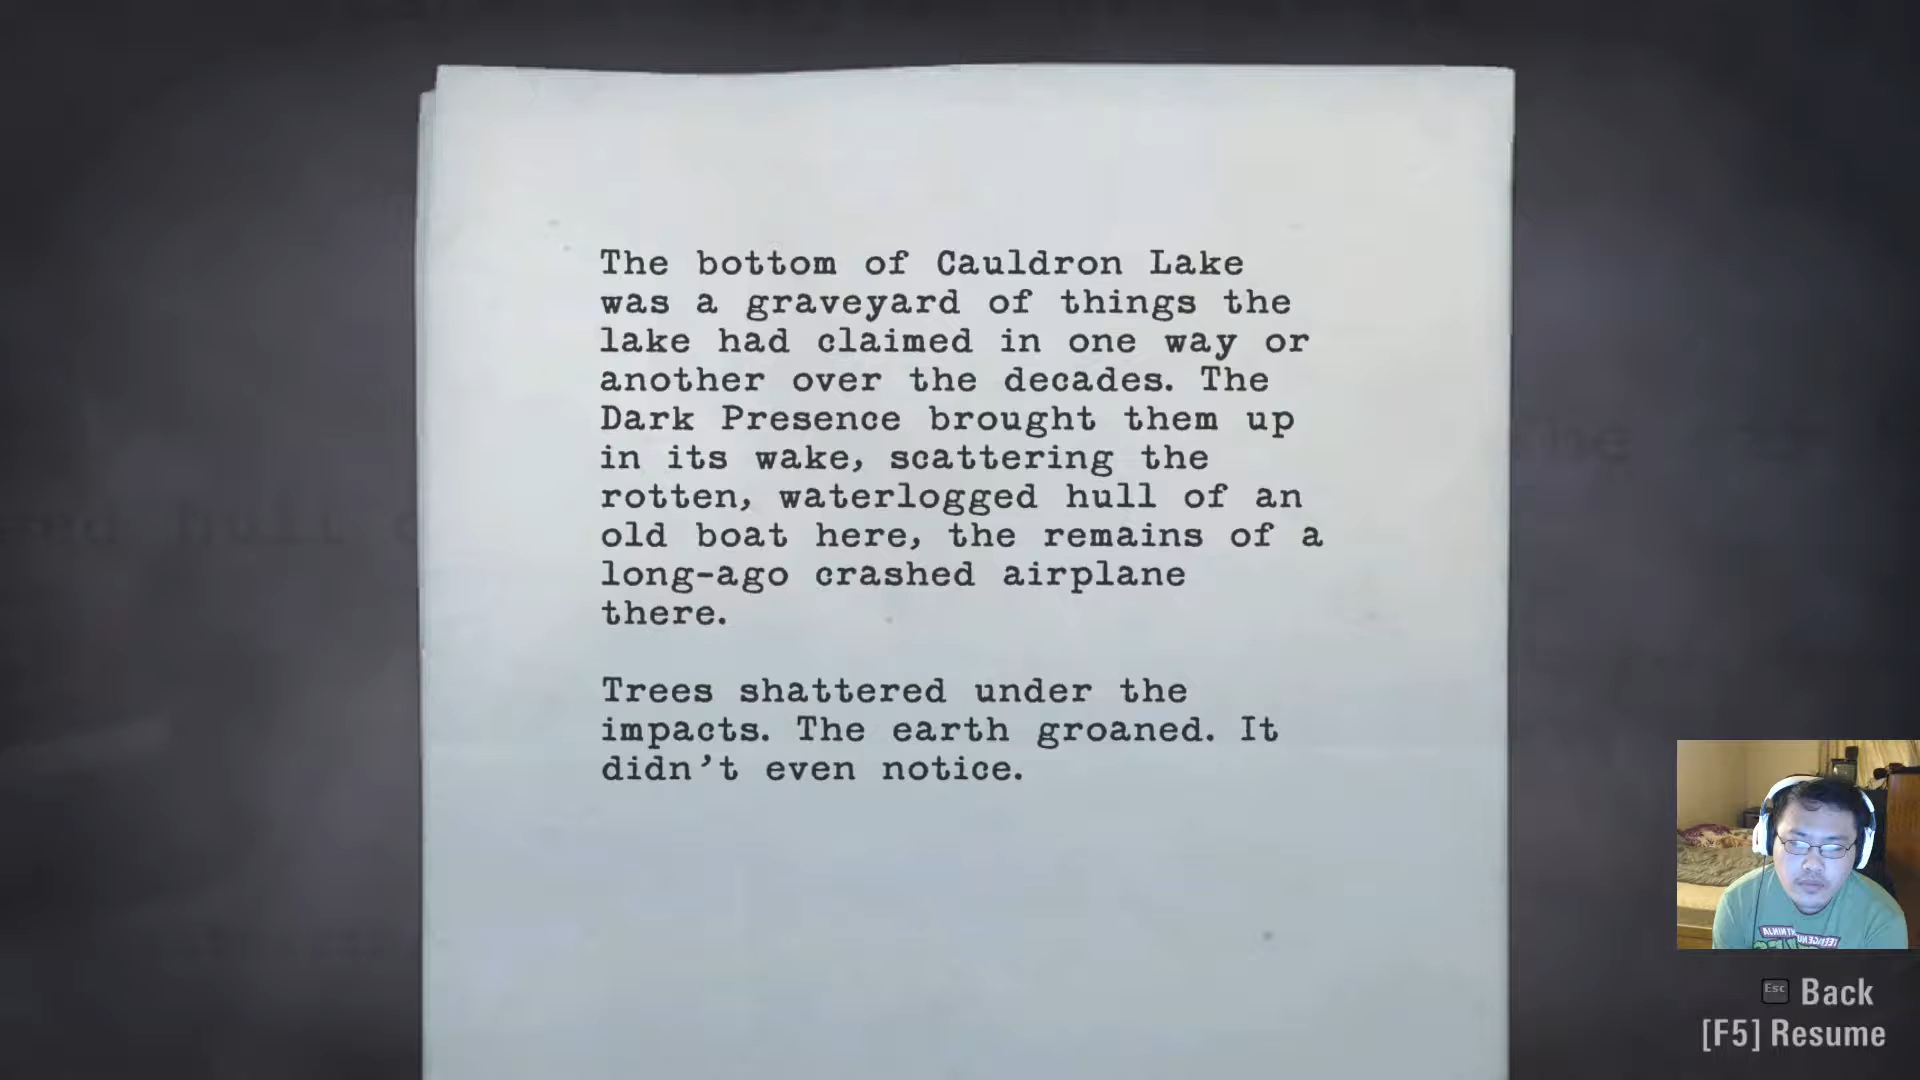 The bottom of Cauldron Lake
was a graveyard of things the
lake had claimed in one way or
another over the decades. The
Dark Presence brought them up
in its wake, scattering the
rotten, waterlogged hull of an
old boat here, the remains of a
long-ago crashed airplane
there.
Trees shattered under the
impacts. The earth groaned. It
didn't even notice.
Esc Back
[F5] Resume